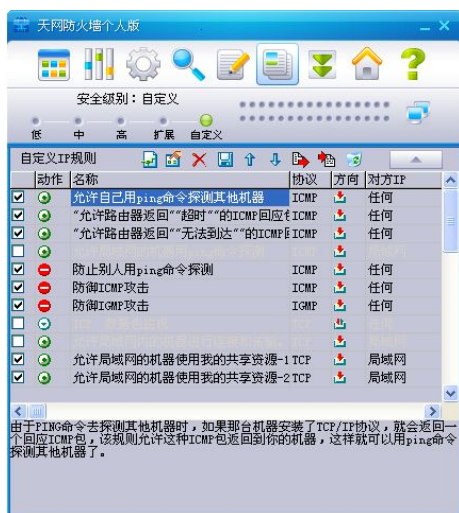 天网防火墙个人版
安全级别：自定义
低 中 高 扩展 自定义
自定义IP规则
动作 名称 协议 方向 对方IP
允许自己用ping命令探测其他机器 ICMP 任何
"允许路由器返回""超时""的ICMP回应 ICMP 任何
"允许路由器返回""无法到达""的ICMP ICMP 任何
防止别人用ping命令探测 ICMP 任何
防御ICMP攻击 ICMP 任何
防御IGMP攻击 IGMP 任何
允许局域网的机器使用我的共享资源-1 TCP 局域网
允许局域网的机器使用我的共享资源-2 TCP 局域网
由于PING命令去探测其他机器时，如果那台机器安装了TCP/IP协议，就会返回一
个回应ICMP包，该规则允许这种ICMP包返回到你的机器，这样就可以用ping命令
探测其他机器了。